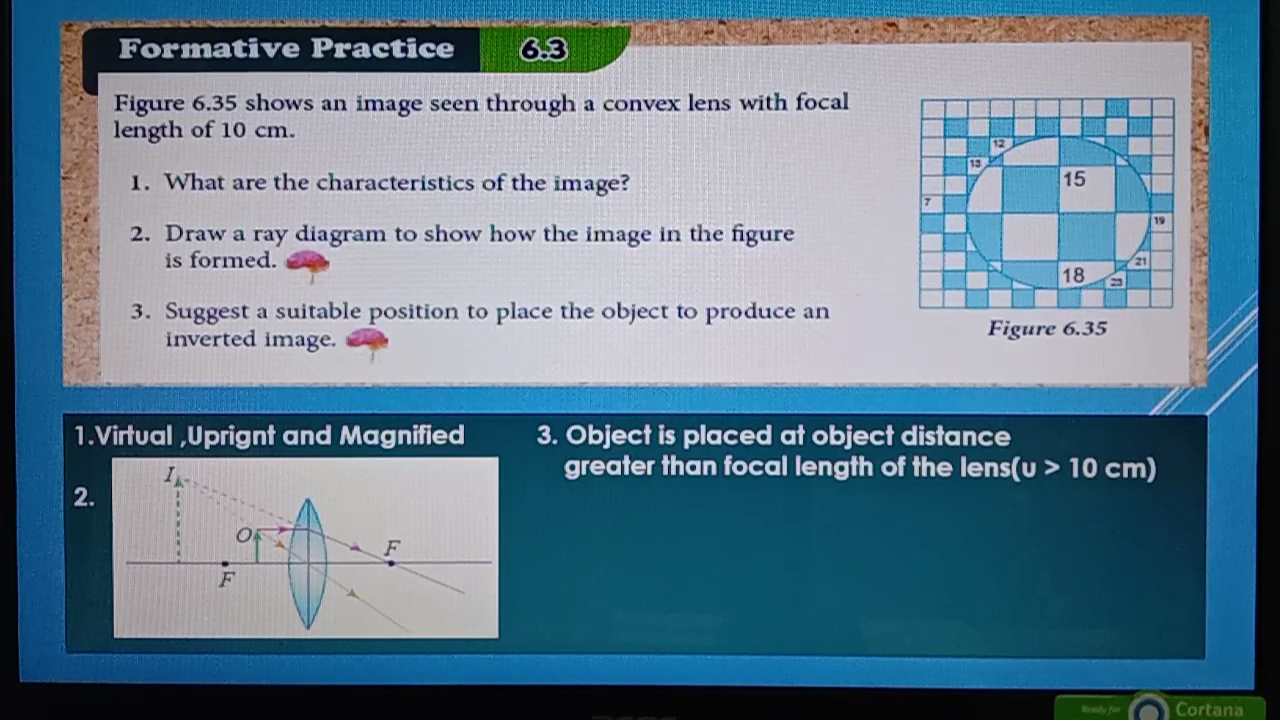 Formative Practice 6.3
Figure 6.35 shows an image seen through a convex lens with focal
length of 10 cm.
1. What are the characteristics of the image?
2. Draw a ray diagram to show how the image in the figure
is formed.
3. Suggest a suitable position to place the object to produce an
inverted image.
12
13
15
7
19
21
18
23
Figure 6.35
1.Virtual ,Uprignt and Magnified
2.
I
O
F
F
3. Object is placed at object distance
greater than focal length of the lens(u > 10 cm)
Ready for Cortana